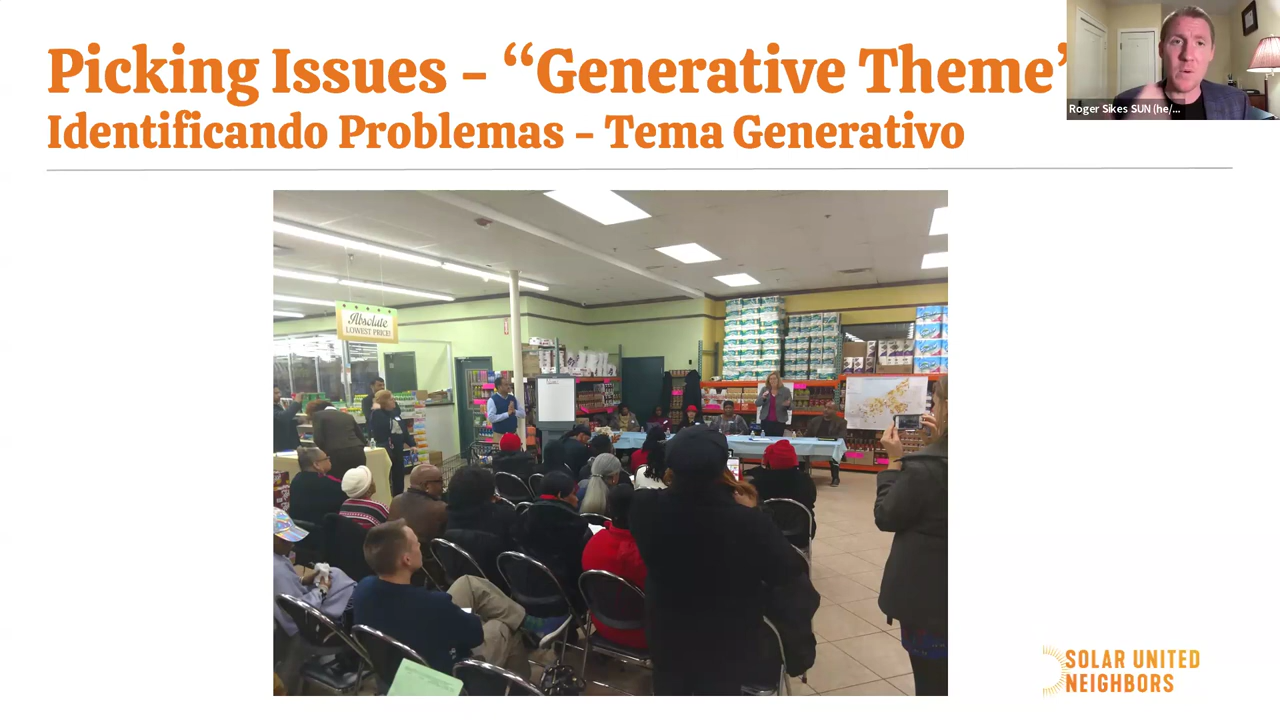 Picking Issues - “Generative Theme’
Identificando Problemas - Tema Generativo
Roger Sikes SUN (he/...
Absolute
LOWEST PRICE!
SOLAR UNITED
NEIGHBORS